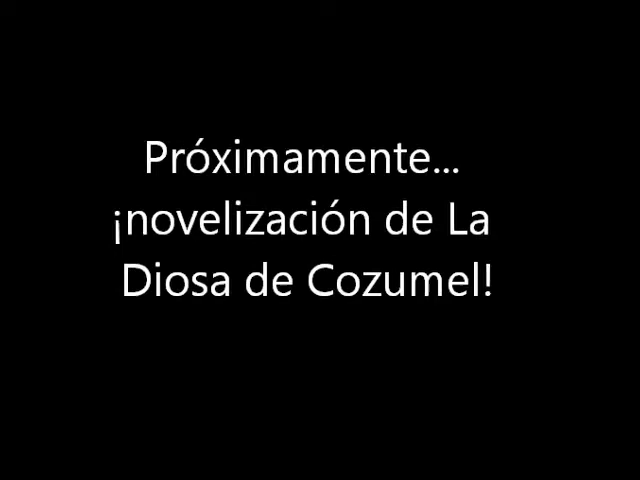 Próximamente...
¡novelización de La
Diosa de Cozumel!